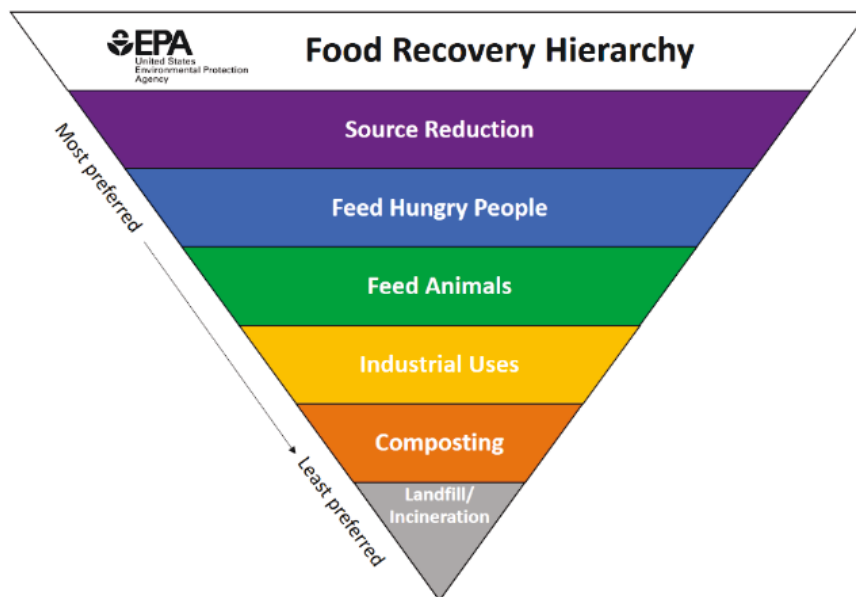 EPA
United States
Environmental Protection
Agency
Food Recovery Hierarchy
Most preferred
Source Reduction
Feed Hungry People
Feed Animals
Industrial Uses
Composting
Least preferred
Landfill/
Incineration